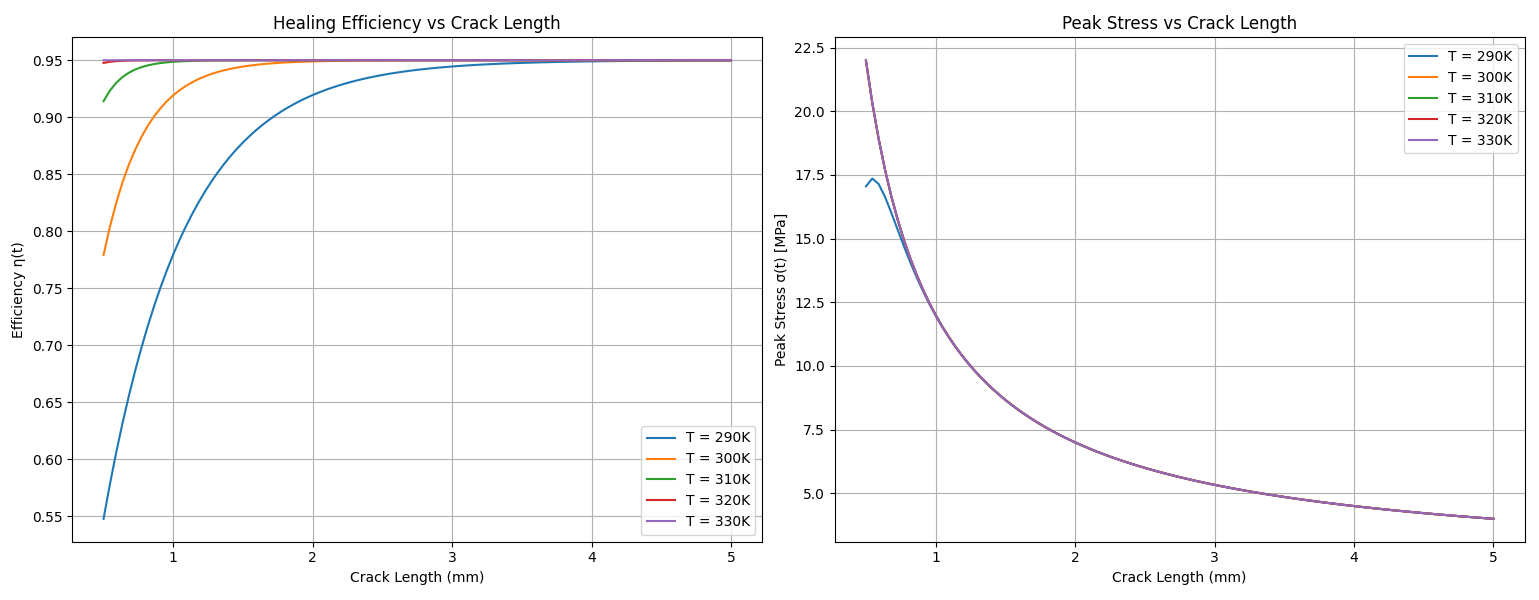 Healing Efficiency vs Crack Length
Efficiency η(t)
0.95
0.90
0.85
0.80
0.75
0.70
0.65
0.60
0.55
T = 290K
T = 300K
T = 310K
T = 320K
T = 330K
1
2
3
4
5
Crack Length (mm)
Peak Stress vs Crack Length
Peak Stress σ(t) [MPa]
22.5
20.0
17.5
15.0
12.5
10.0
7.5
5.0
T = 290K
T = 300K
T = 310K
T = 320K
T = 330K
1
2
3
4
5
Crack Length (mm)